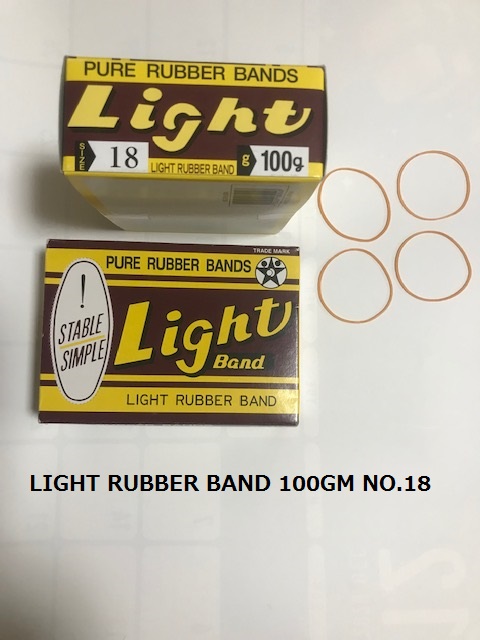 PURE RUBBER BANDS
Light
SIZE 18 LIGHT RUBBER BAND g 100g
TRADE MARK
PURE RUBBER BANDS
! STABLE SIMPLE
Light
Band
LIGHT RUBBER BAND
LIGHT RUBBER BAND 100GM NO.18